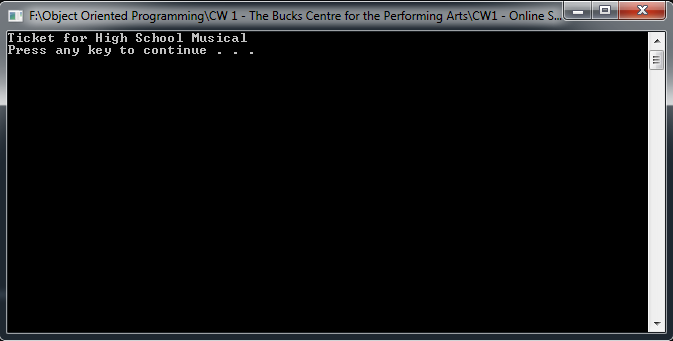 F:\Object Oriented Programming\CW 1 - The Bucks Centre for the Performing Arts\CW1 - Online S...
Ticket for High School Musical
Press any key to continue . . .